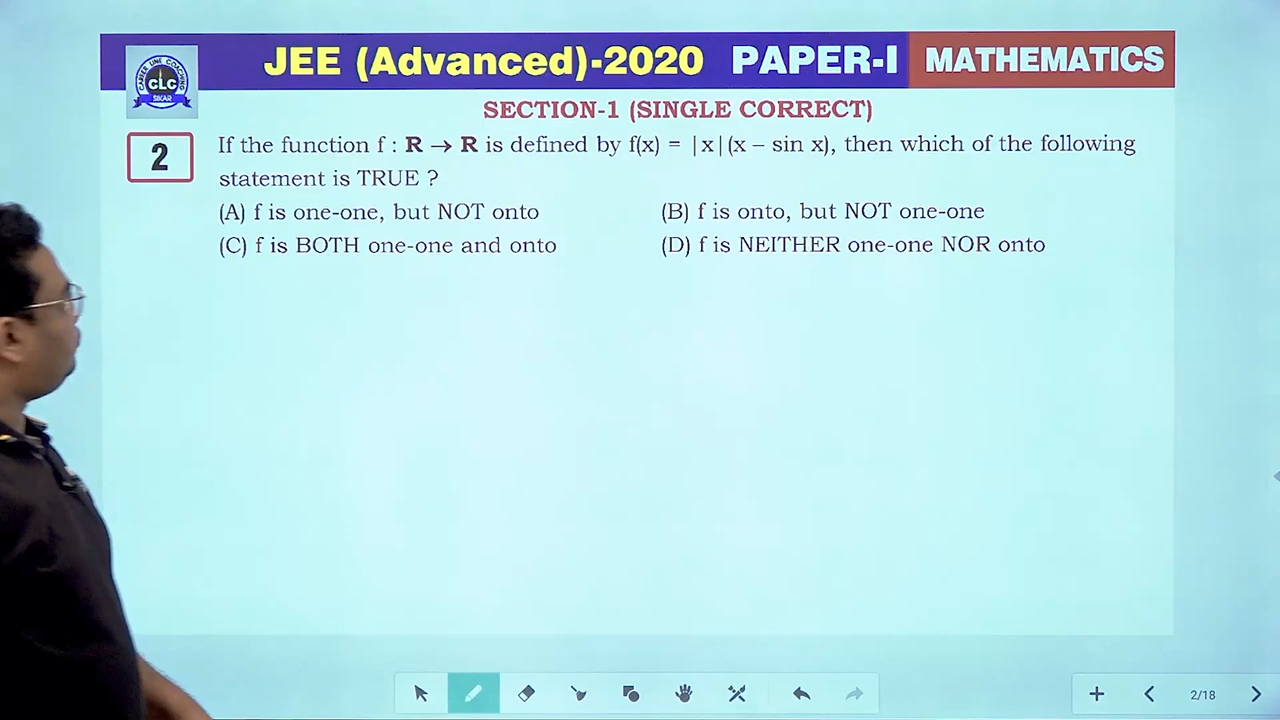 JEE (Advanced)-2020 PAPER-I MATHEMATICS
CLC
SIKAR
SECTION-1 (SINGLE CORRECT)
2
If the function f : R → R is defined by f(x) = |x|(x – sin x), then which of the following
statement is TRUE ?
(A) f is one-one, but NOT onto (B) f is onto, but NOT one-one
(C) f is BOTH one-one and onto (D) f is NEITHER one-one NOR onto
2/18